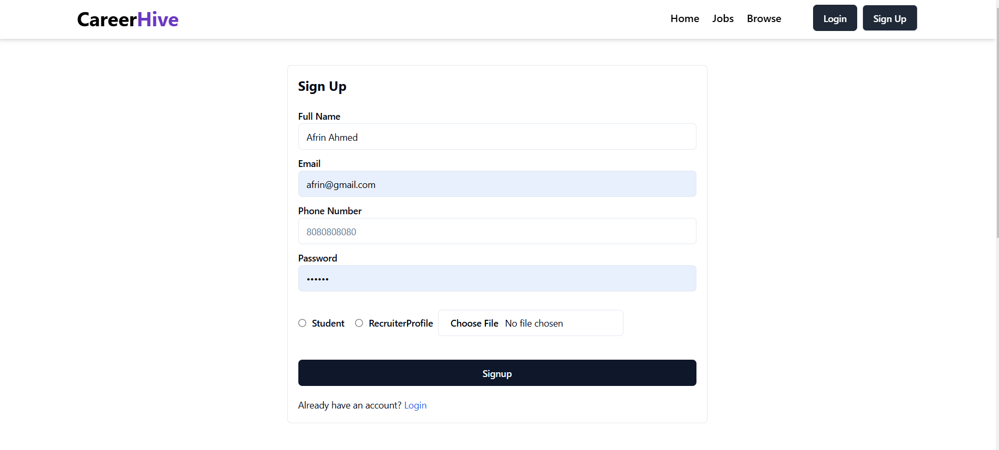 CareerHive
Home Jobs Browse Login Sign Up
Sign Up
Full Name
Afrin Ahmed
Email
afrin@gmail.com
Phone Number
8080808080
Password
••••••
Student RecruiterProfile Choose File No file chosen
Signup
Already have an account? Login